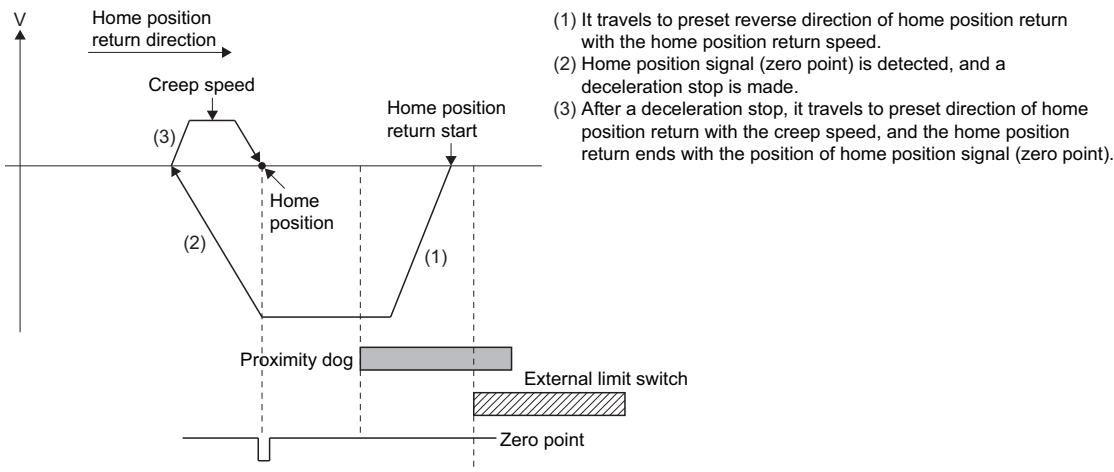 V
Home position
return direction
Creep speed
Home position
return start
(3)
Home
position
(2)
(1)
Proximity dog
External limit switch
Zero point
(1) It travels to preset reverse direction of home position return
with the home position return speed.
(2) Home position signal (zero point) is detected, and a
deceleration stop is made.
(3) After a deceleration stop, it travels to preset direction of home
position return with the creep speed, and the home position
return ends with the position of home position signal (zero point).